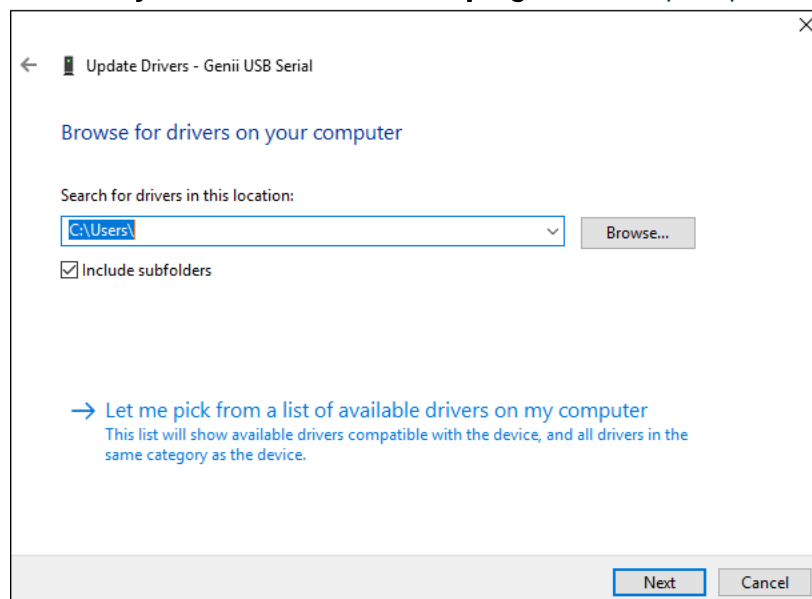 Update Drivers - Genii USB Serial
Browse for drivers on your computer
Search for drivers in this location:
C:\Users\
Browse...
Include subfolders
Let me pick from a list of available drivers on my computer
This list will show available drivers compatible with the device, and all drivers in the
same category as the device.
Next Cancel